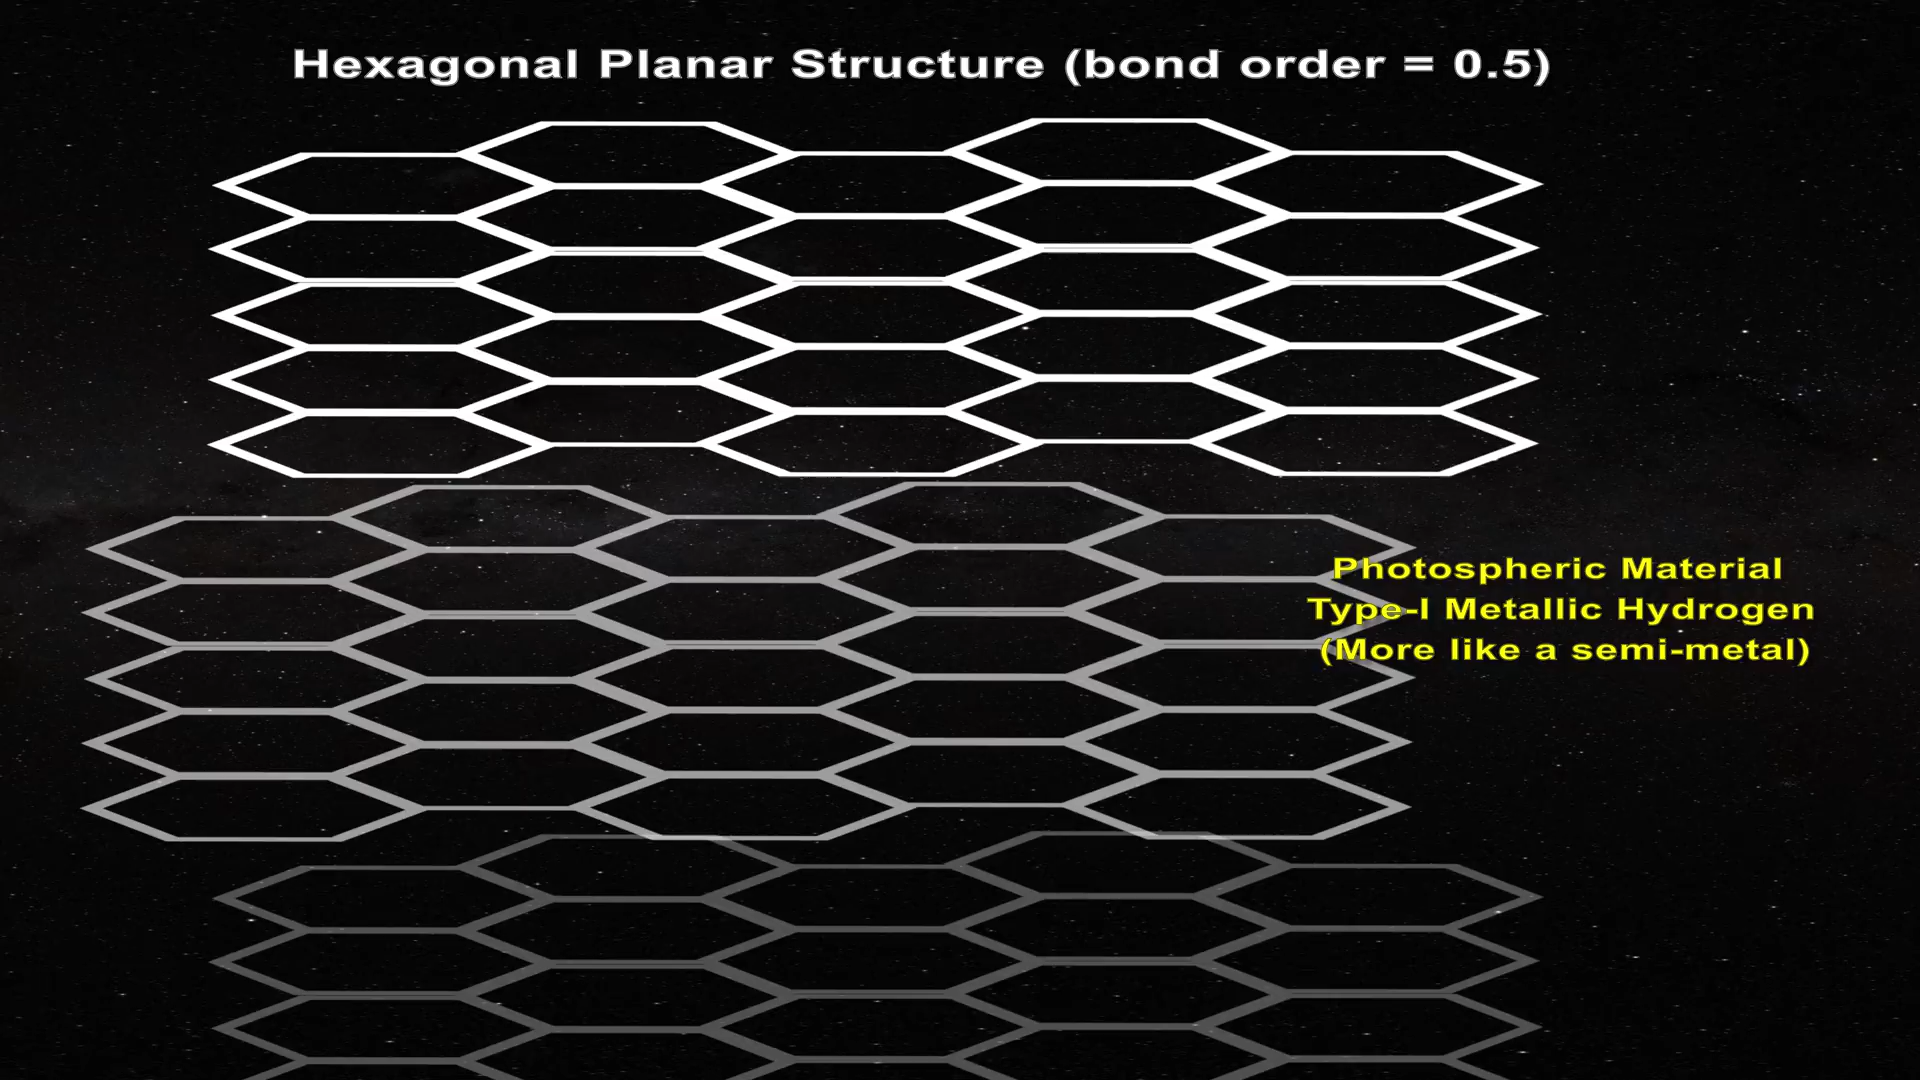 Hexagonal Planar Structure (bond order = 0.5)
Photospheric Material
Type-I Metallic Hydrogen
(More like a semi-metal)